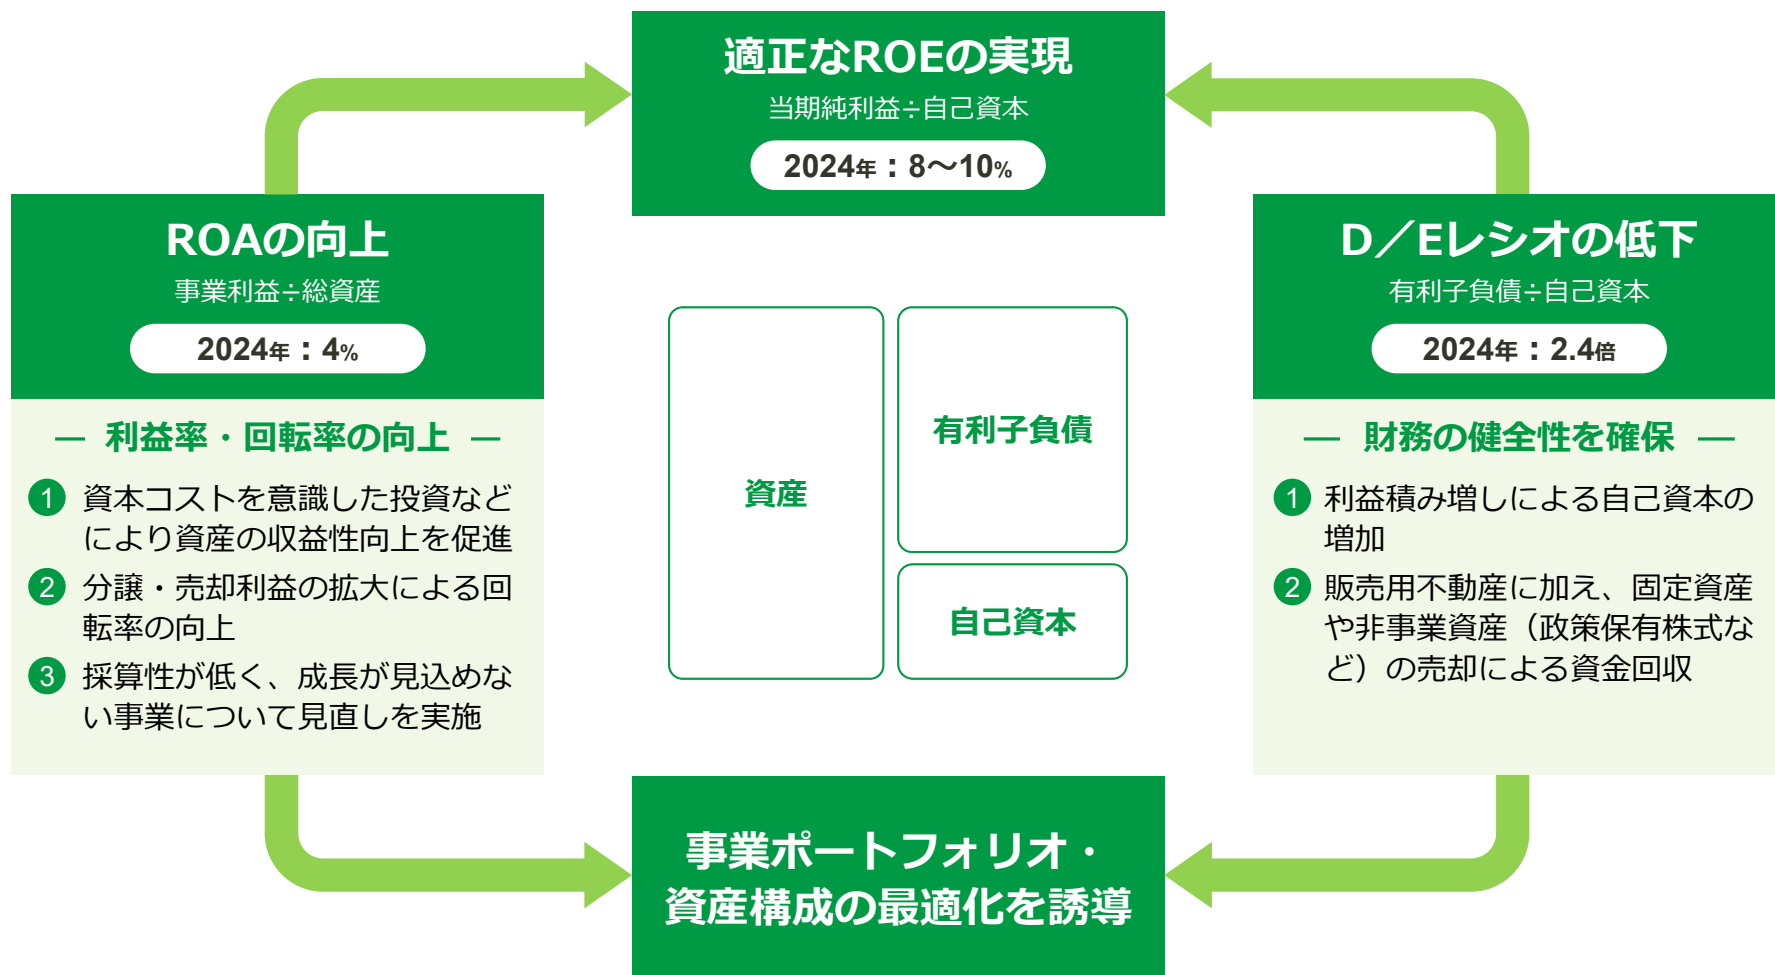 適正なROEの実現
当期純利益÷自己資本
2024年：8～10%
ROAの向上
事業利益÷総資産
2024年：4%
利益率・回転率の向上
1 資本コストを意識した投資など
により資産の収益性向上を促進
2 分譲・売却利益の拡大による回
転率の向上
3 採算性が低く、成長が見込めな
い事業について見直しを実施
資産
有利子負債
自己資本
D／Eレシオの低下
有利子負債÷自己資本
2024年：2.4倍
財務の健全性を確保
1 利益積み増しによる自己資本の
増加
2 販売用不動産に加え、固定資産
や非事業資産（政策保有株式な
ど）の売却による資金回収
事業ポートフォリオ・
資産構成の最適化を誘導